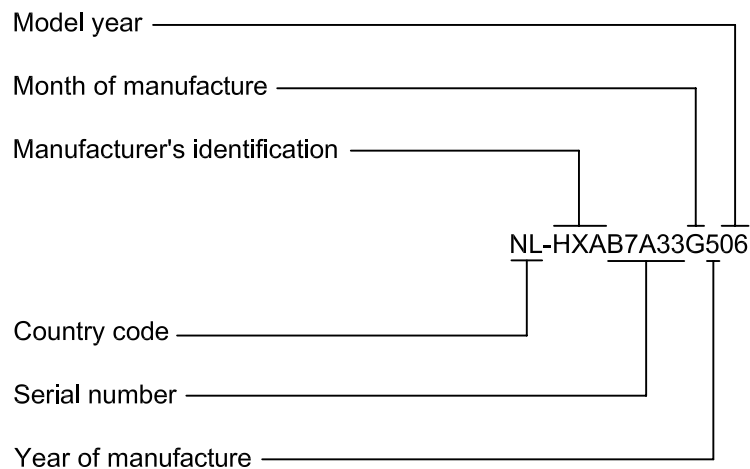 Model year
Month of manufacture
Manufacturer's identification
NL-HXAB7A33G506
Country code
Serial number
Year of manufacture